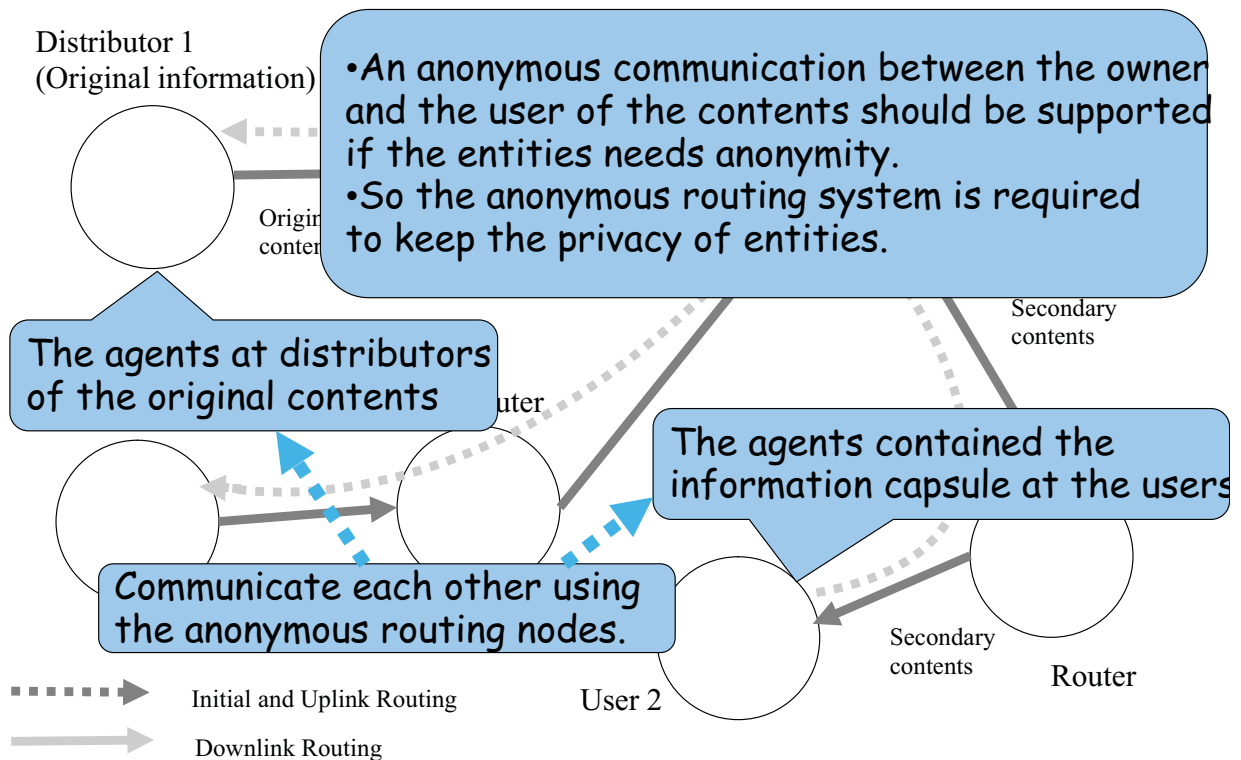 Distributor 1
(Original information)
•An anonymous communication between the owner
and the user of the contents should be supported
if the entities needs anonymity.
•So the anonymous routing system is required
to keep the privacy of entities.
Secondary
contents
The agents at distributors
of the original contents
The agents contained the
information capsule at the users
Communicate each other using
the anonymous routing nodes.
Secondary
contents
Router
User 2
Initial and Uplink Routing
Downlink Routing